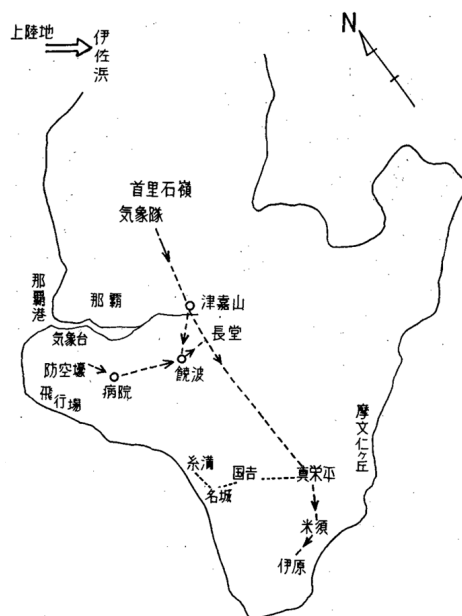 上陸地
伊佐浜
N
首里石嶺
気象隊
津嘉山
長堂
那覇港
那覇
気象台
防空壕
飛行場
病院
饒波
糸満
名城
国吉
真栄平
摩文仁ヶ丘
米須
伊原